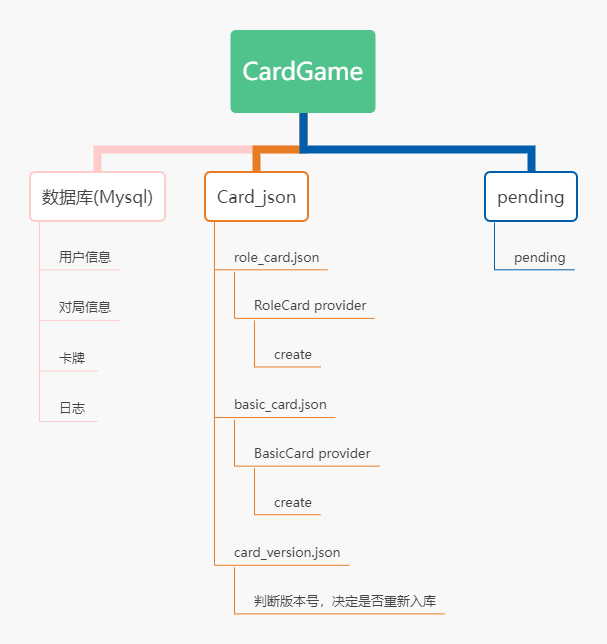 CardGame
数据库(Mysql)
用户信息
对局信息
卡牌
日志
Card_json
role_card.json
RoleCard provider
create
basic_card.json
BasicCard provider
create
card_version.json
判断版本号，决定是否重新入库
pending
pending